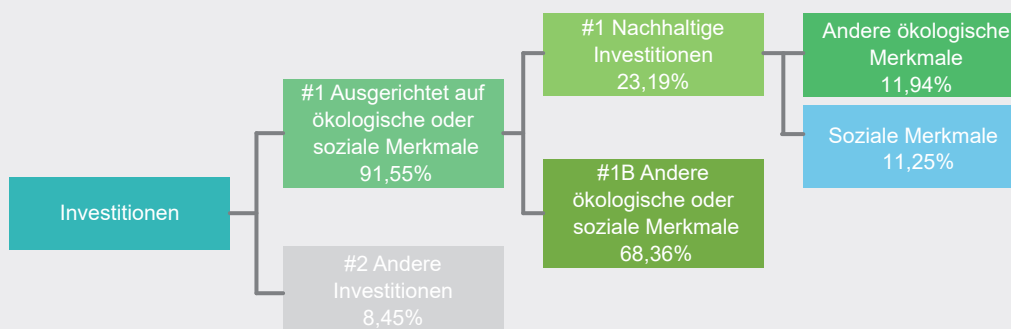 Investitionen
#1 Ausgerichtet auf
ökologische oder
soziale Merkmale
91,55%
#2 Andere
Investitionen
8,45%
#1 Nachhaltige
Investitionen
23,19%
#1B Andere
ökologische oder
soziale Merkmale
68,36%
Andere ökologische
Merkmale
11,94%
Soziale Merkmale
11,25%